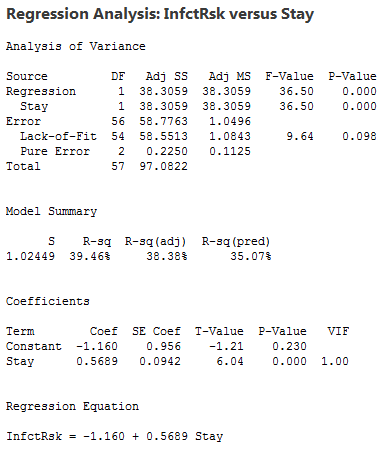 Regression Analysis: InfctRsk versus Stay
Analysis of Variance
Source DF Adj SS Adj MS F-Value P-Value
Regression 1 38.3059 38.3059 36.50 0.000
Stay 1 38.3059 38.3059 36.50 0.000
Error 56 58.7763 1.0496
Lack-of-Fit 54 58.5513 1.0843 9.64 0.098
Pure Error 2 0.2250 0.1125
Total 57 97.0822
Model Summary
S R-sq R-sq(adj) R-sq(pred)
1.02449 39.46% 38.38% 35.07%
Coefficients
Term Coef SE Coef T-Value P-Value VIF
Constant -1.160 0.956 -1.21 0.230
Stay 0.5689 0.0942 6.04 0.000 1.00
Regression Equation
InfctRsk = -1.160 + 0.5689 Stay